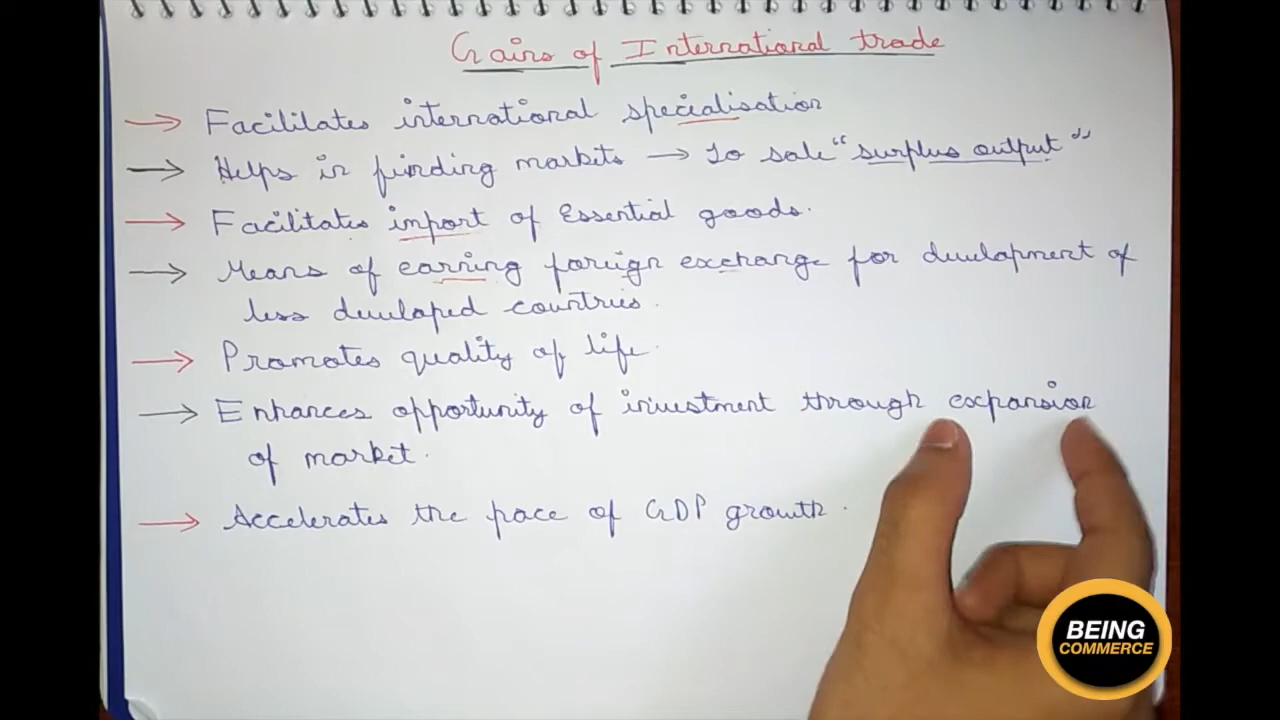 Gains of International trade
→ Facililates international specialisation
→ Helps in finding markets → To sale "surplus output"
→ Facilitates import of Essential goods.
→ Means of earning foreign exchange for development of
less developed countries.
→ Promotes quality of life.
→ Enhances opportunity of investment through expansion
of market.
→ Accelerates the pace of GDP growth.
BEING
COMMERCE